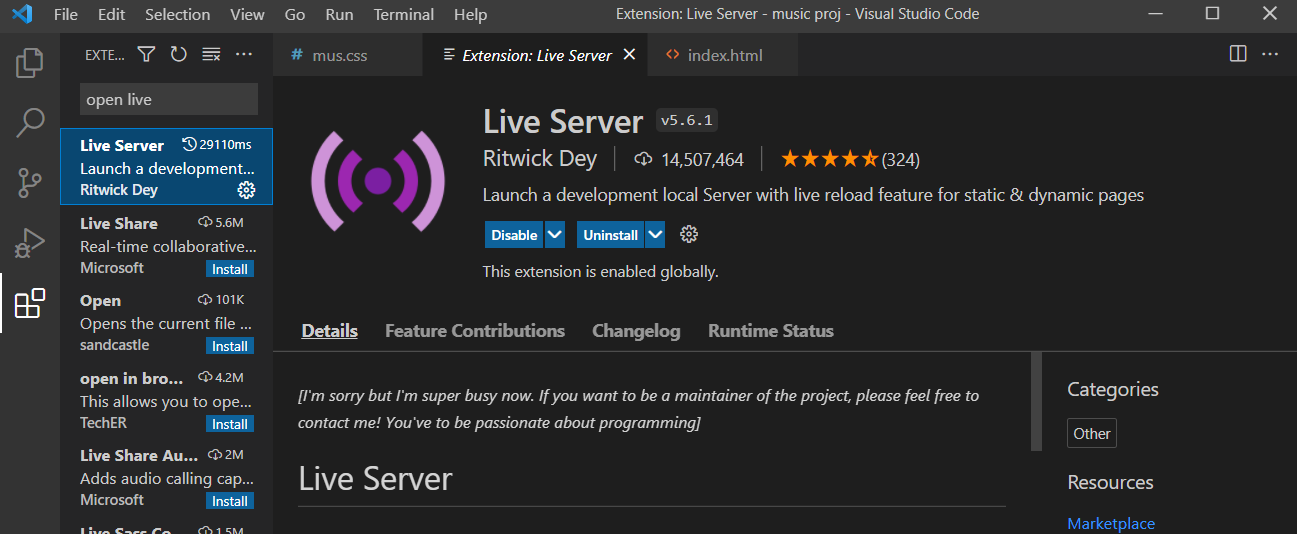 File Edit Selection View Go Run Terminal Help Extension: Live Server - music proj - Visual Studio Code
EXTE...
# mus.css Extension: Live Server index.html
open live
Live Server 29110ms
Launch a development...
Ritwick Dey
Live Share 5.6M
Real-time collaborative...
Microsoft Install
Open 101K
Opens the current file ...
sandcastle Install
open in bro... 4.2M
This allows you to ope...
TechER Install
Live Share Au... 2M
Adds audio calling cap...
Microsoft Install
Live Sass Co... 1.5M
Live Server v5.6.1
Ritwick Dey 14,507,464 (324)
Launch a development local Server with live reload feature for static & dynamic pages
Disable Uninstall
This extension is enabled globally.
Details Feature Contributions Changelog Runtime Status
[I'm sorry but I'm super busy now. If you want to be a maintainer of the project, please feel free to
contact me! You've to be passionate about programming]
Live Server
Categories
Other
Resources
Marketplace